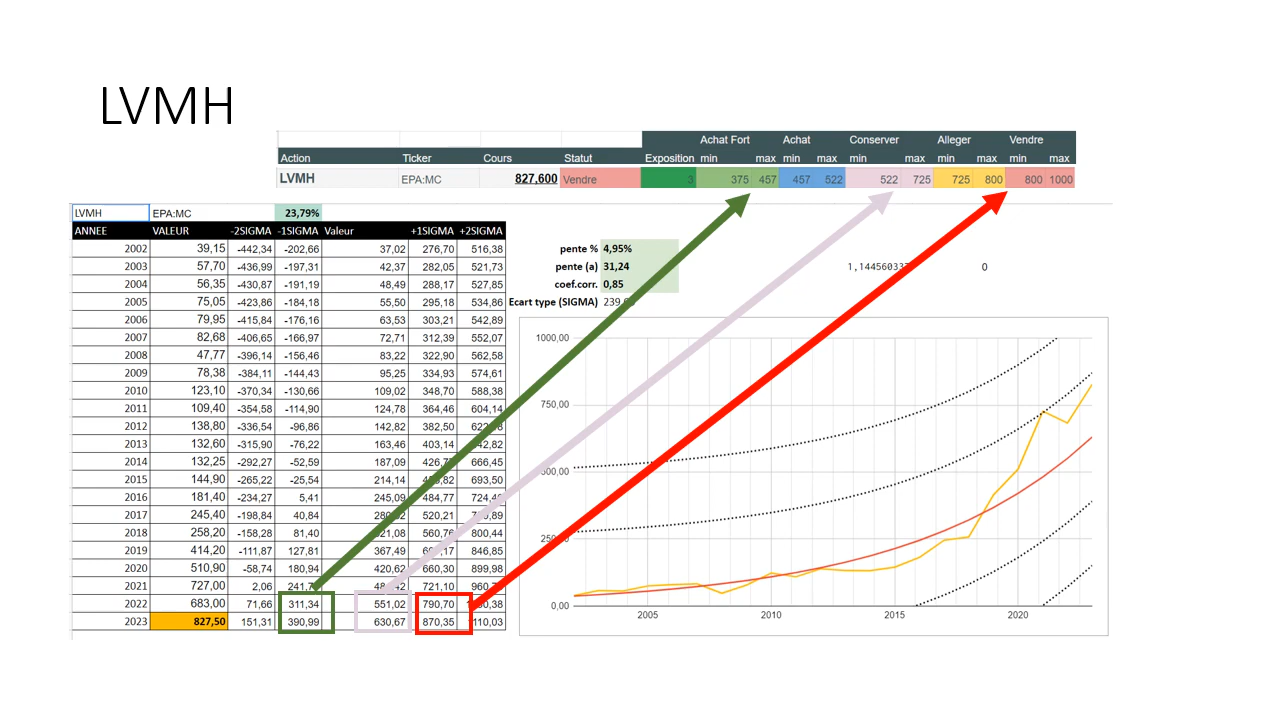 LVMH
Achat Fort Achat Conserver Alleger Vendre
Action Ticker Cours Statut Exposition min max min max min max min max min max
LVMH EPA:MC 827,600 Vendre 3 375 457 457 522 522 725 725 800 800 1000
LVMH EPA:MC 23,79%
ANNEE VALEUR -2SIGMA -1SIGMA Valeur +1SIGMA +2SIGMA
2002 39,15 -442,34 -202,66 37,02 276,70 516,38
2003 57,70 -436,99 -197,31 42,37 282,05 521,73
2004 56,35 -430,87 -191,19 48,49 288,17 527,85
2005 75,05 -423,86 -184,18 55,50 295,18 534,86
2006 79,95 -415,84 -176,16 63,53 303,21 542,89
2007 82,68 -406,65 -166,97 72,71 312,39 552,07
2008 47,77 -396,14 -156,46 83,22 322,90 562,58
2009 78,38 -384,11 -144,43 95,25 334,93 574,61
2010 123,10 -370,34 -130,66 109,02 348,70 588,38
2011 109,40 -354,58 -114,90 124,78 364,46 604,14
2012 138,80 -336,54 -96,86 142,82 382,50
2013 132,60 -315,90 -76,22 163,46 403,14
2014 132,25 -292,27 -52,59 187,09 666,45
2015 144,90 -265,22 -25,54 214,14 693,50
2016 181,40 -234,27 5,41 245,09 484,77
2017 245,40 -198,84 40,84 520,21
2018 258,20 -158,28 81,40 560,76 800,44
2019 414,20 -111,87 127,81 367,49 846,85
2020 510,90 -58,74 180,94 420,62 660,30 899,98
2021 727,00 2,06 721,10
2022 683,00 71,66 311,34 551,02 790,70
2023 827,50 151,31 390,99 630,67 870,35
pente % 4,95%
pente (a) 31,24
coef.corr. 0,85
Ecart type (SIGMA)
0
1000,00
750,00
0,00
2005 2010 2015 2020